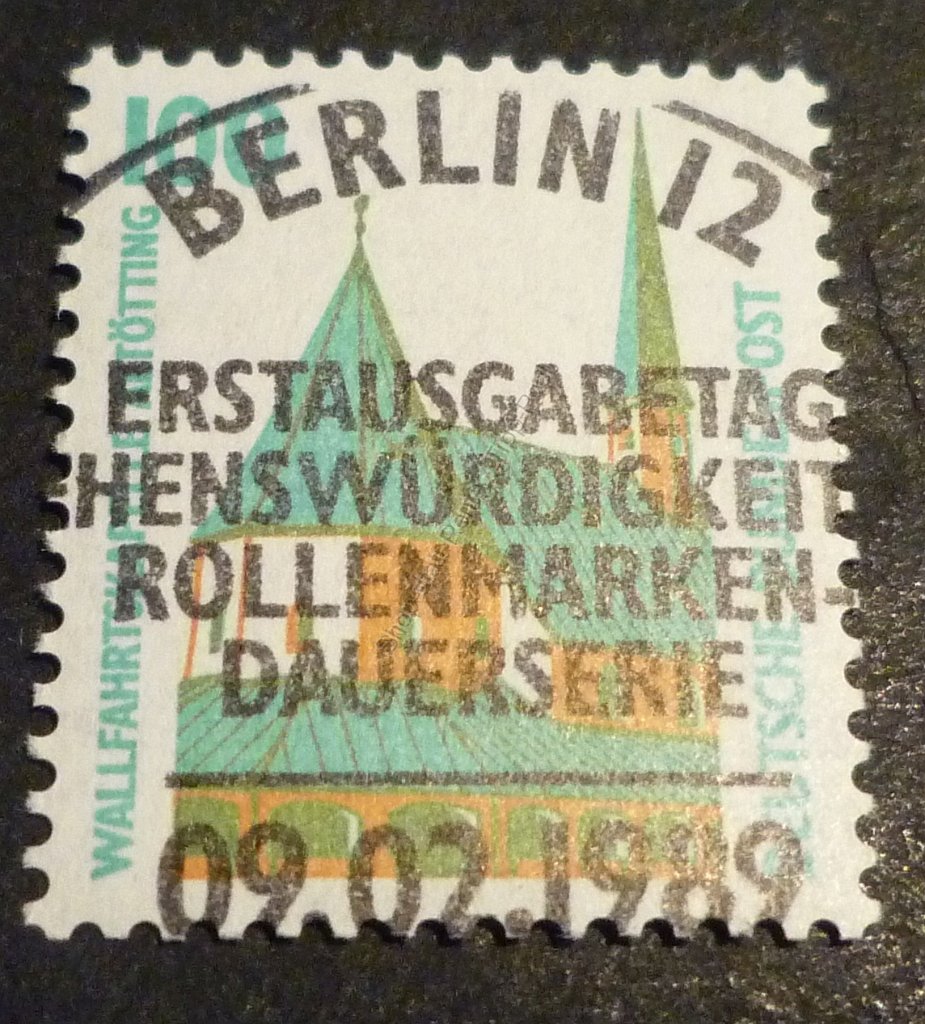 100
BERLIN 12
WALLFAHRTSKAPELLE ALTÖTTING
ERSTAUSGABETAG
HENSWÜRDIGKEIT
ROLLENMARKEN-
DAUERSERIE
DEUTSCHE BUNDESPOST
09.02.1989